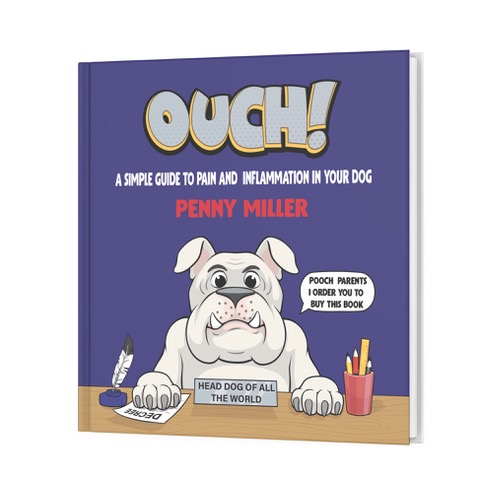 OUCH!
A SIMPLE GUIDE TO PAIN AND INFLAMMATION IN YOUR DOG
PENNY MILLER
POOCH PARENTS
I ORDER YOU TO
BUY THIS BOOK
HEAD DOG OF ALL
THE WORLD
DECREE